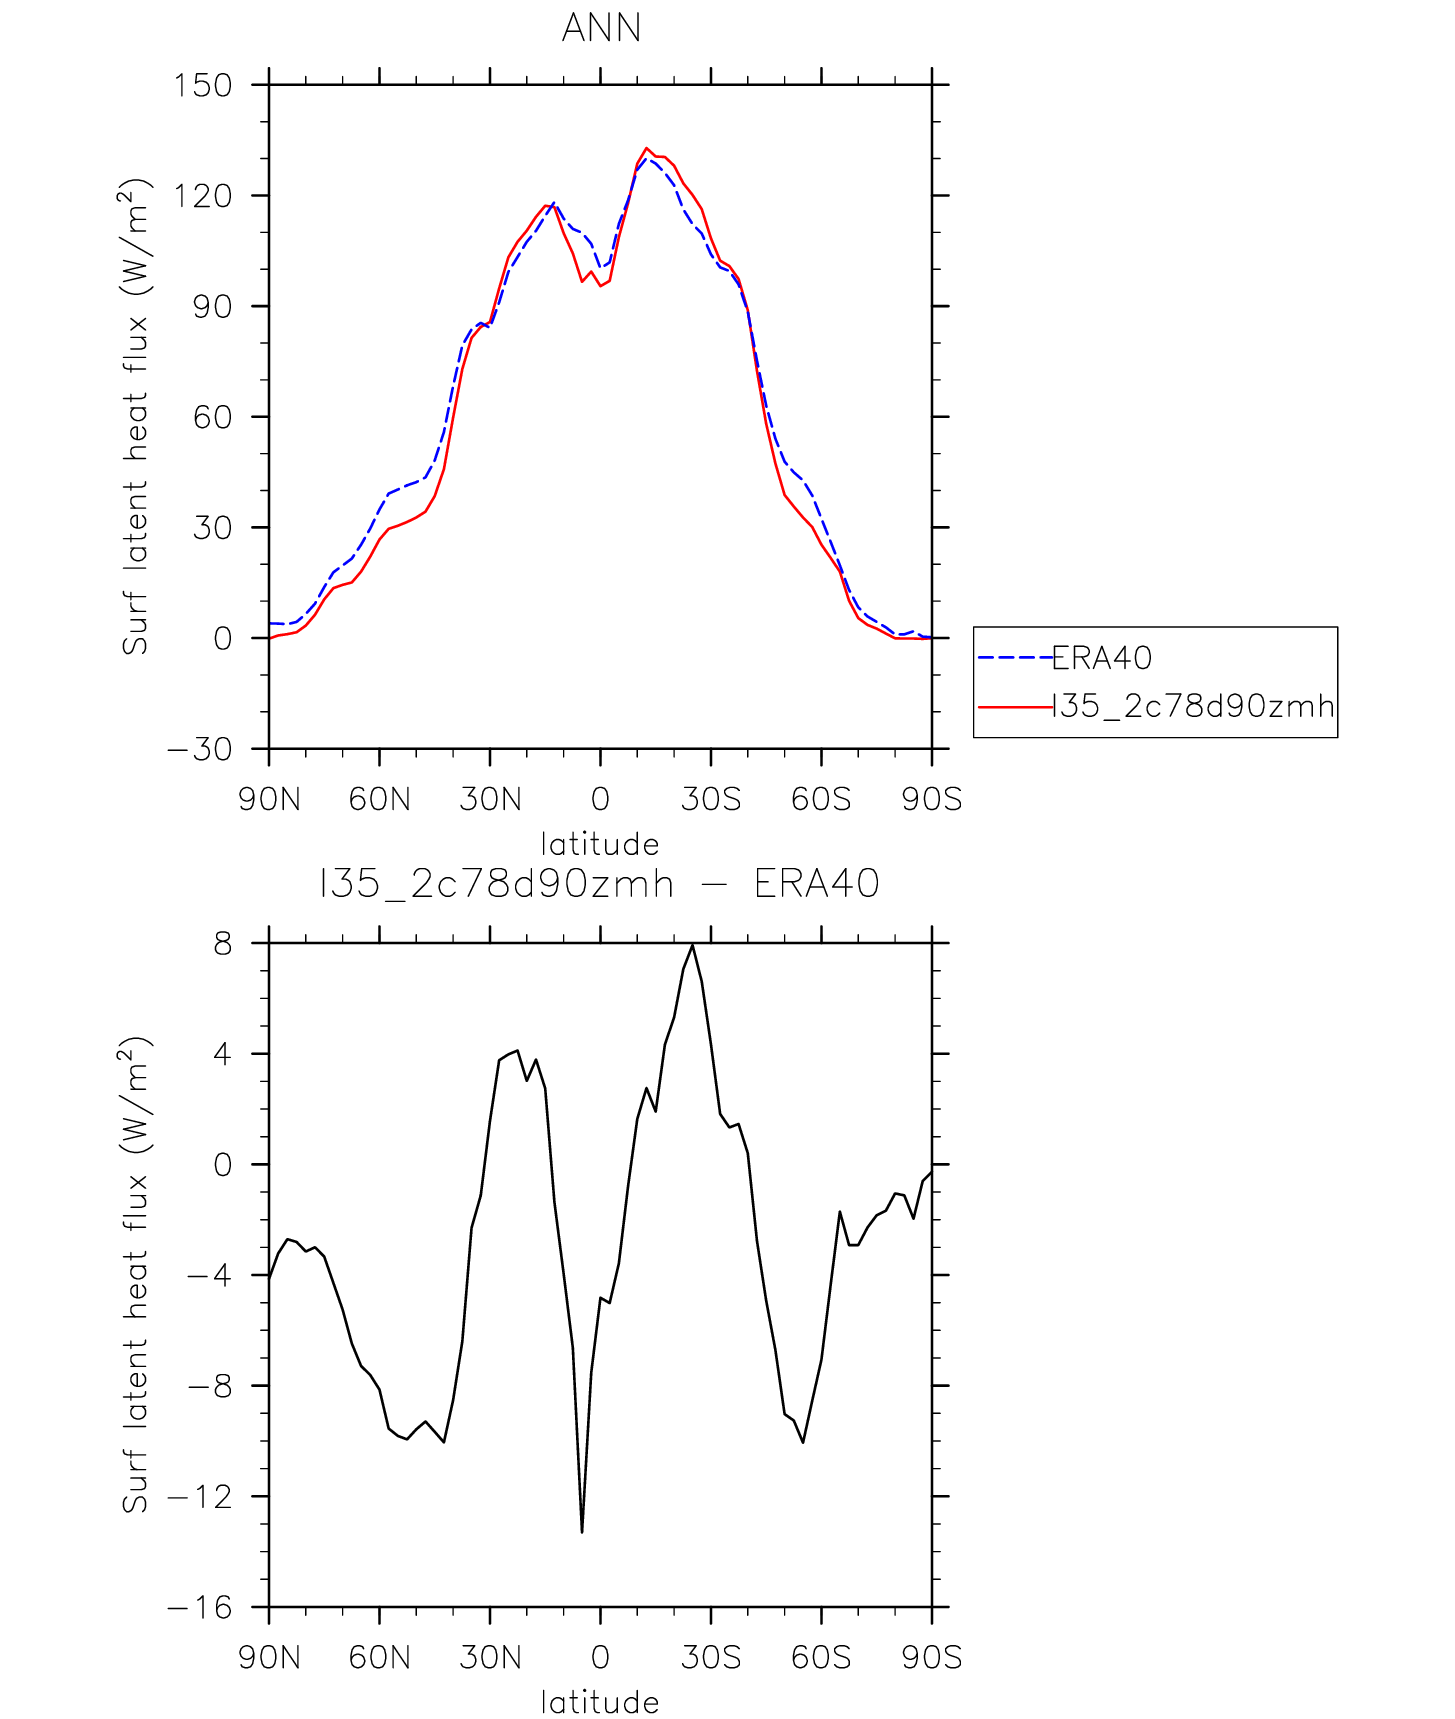 ANN
Surf latent heat flux (W/m²)
150
120
90
60
30
0
−30
90N 60N 30N 0 30S 60S 90S
latitude
ERA40
I35_2c78d90zmh
I35_2c78d90zmh − ERA40
Surf latent heat flux (W/m²)
8
4
0
−4
−8
−12
−16
90N 60N 30N 0 30S 60S 90S
latitude